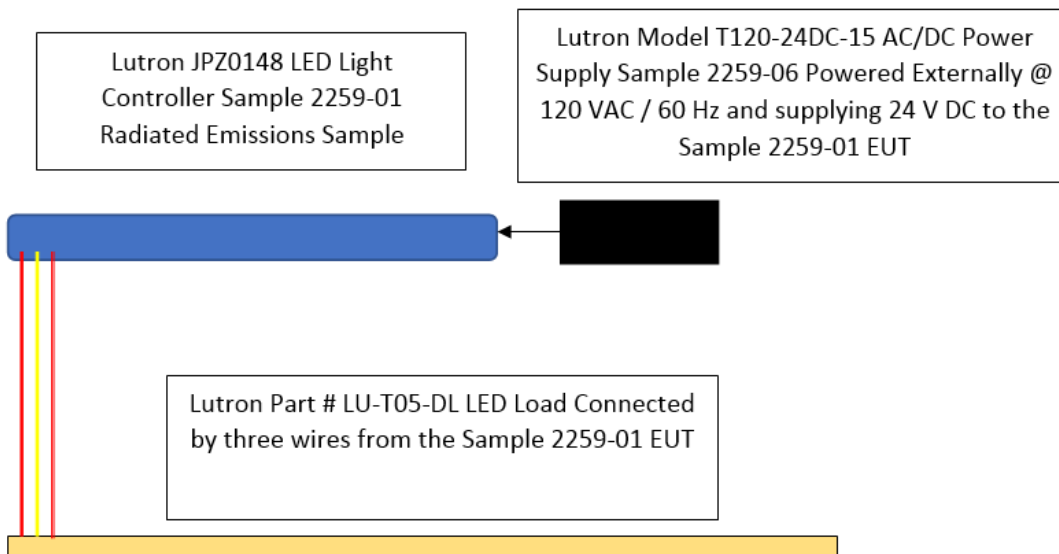 Lutron JPZ0148 LED Light
Controller Sample 2259-01
Radiated Emissions Sample
Lutron Model T120-24DC-15 AC/DC Power
Supply Sample 2259-06 Powered Externally @
120 VAC / 60 Hz and supplying 24 V DC to the
Sample 2259-01 EUT
Lutron Part # LU-T05-DL LED Load Connected
by three wires from the Sample 2259-01 EUT